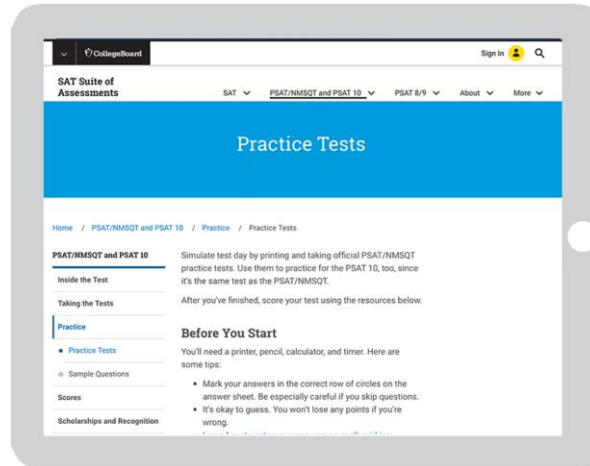 CollegeBoard
Sign In
SAT Suite of
Assessments
SAT
PSAT/NMSQT and PSAT 10
PSAT 8/9
About
More
Practice Tests
Home / PSAT/NMSQT and PSAT 10 / Practice / Practice Tests
PSAT/NMSQT and PSAT 10
Inside the Test
Taking the Tests
Practice
Practice Tests
Sample Questions
Scores
Scholarships and Recognition
Simulate test day by printing and taking official PSAT/NMSQT
practice tests. Use them to practice for the PSAT 10, too, since
it's the same test as the PSAT/NMSQT.
After you've finished, score your test using the resources below.
Before You Start
You'll need a printer, pencil, calculator, and timer. Here are
some tips:
• Mark your answers in the correct row of circles on the
answer sheet. Be especially careful if you skip questions.
• It's okay to guess. You won't lose any points if you're
wrong.